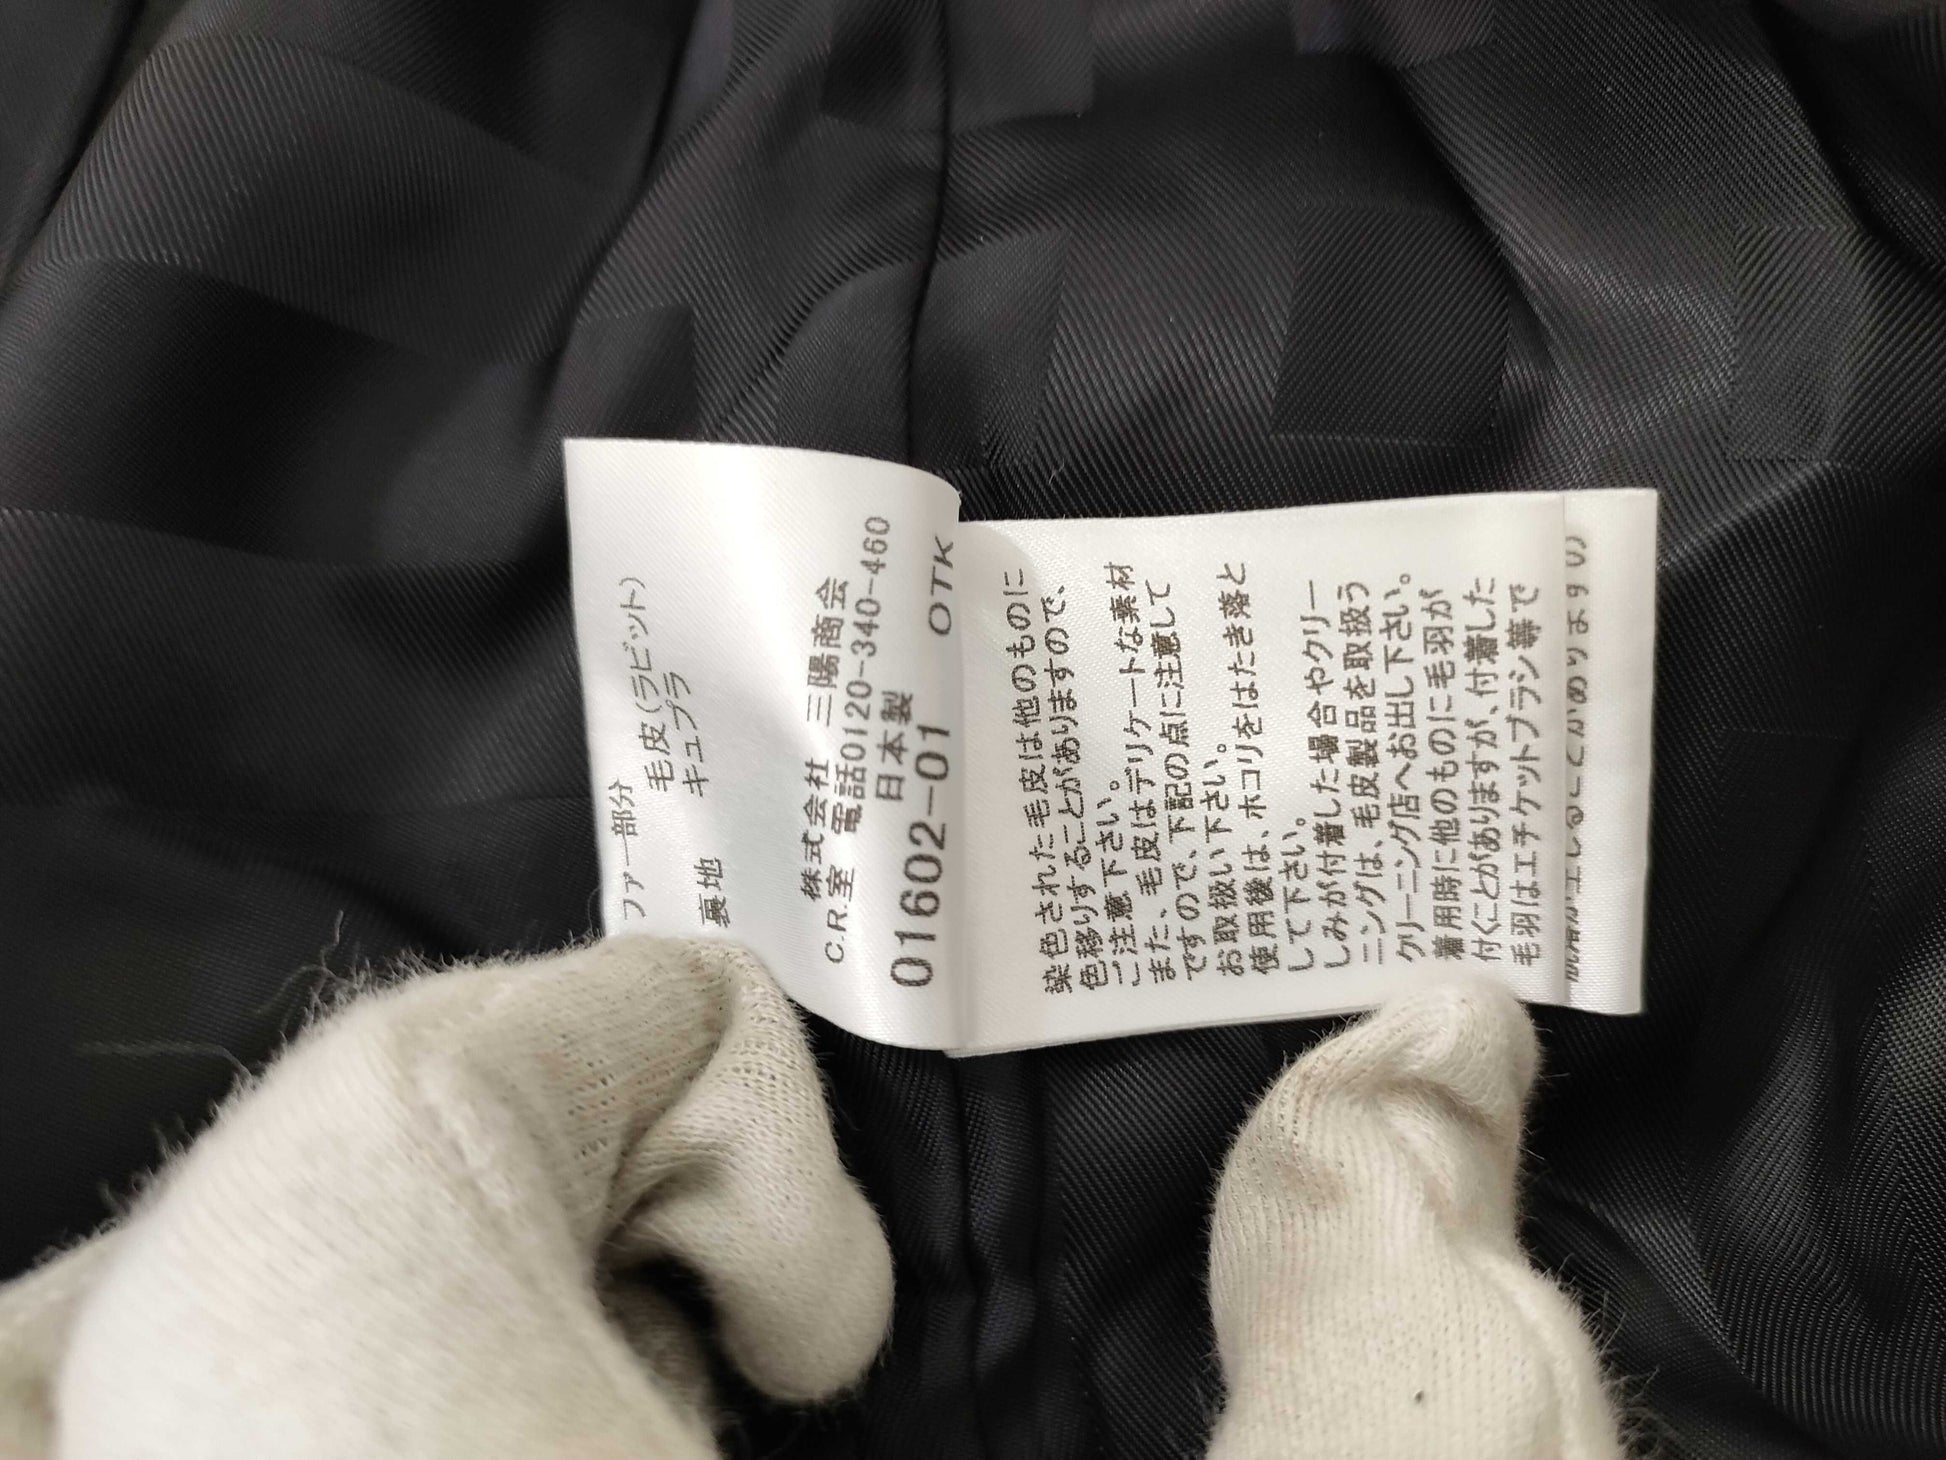 ファー部分
毛皮(ラビット)
裏地 キュプラ
株式会社 三陽商会
C.R.室 電話0120-340-460
日本製
01602-01 OTK
染色された毛皮は他のものに
色移りすることがありますので、
ご注意下さい。
また、毛皮はデリケートな素材
ですので、下記の点に注意して
お取扱い下さい。
使用後は、ホコリをはたき落と
して下さい。
しみが付着した場合やクリー
ニングは、毛皮製品を取扱う
クリーニング店へお出し下さい。
着用時に他のものに毛羽が
付くことがありますが、付着した
毛羽はエチケットブラシ等で